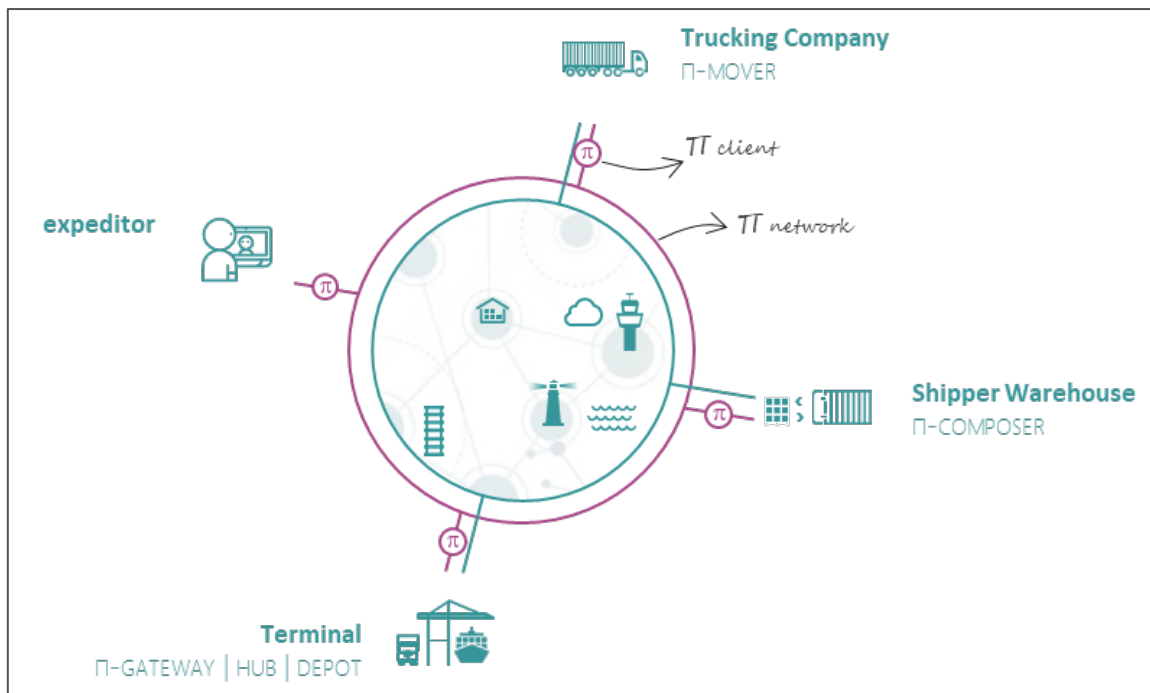 Trucking Company
Π-MOVER
π
π client
π network
expeditor
π
Shipper Warehouse
Π-COMPOSER
π
π
Terminal
Π-GATEWAY | HUB | DEPOT